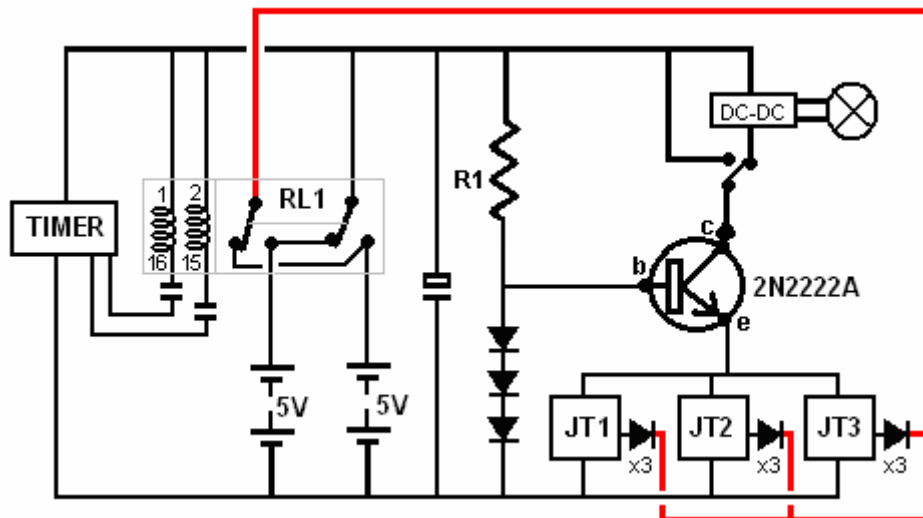 DC-DC
1
2
RL1
R1
TIMER
16
15
c
b
2N2222A
e
5V
5V
JT1
JT2
JT3
x3
x3
x3